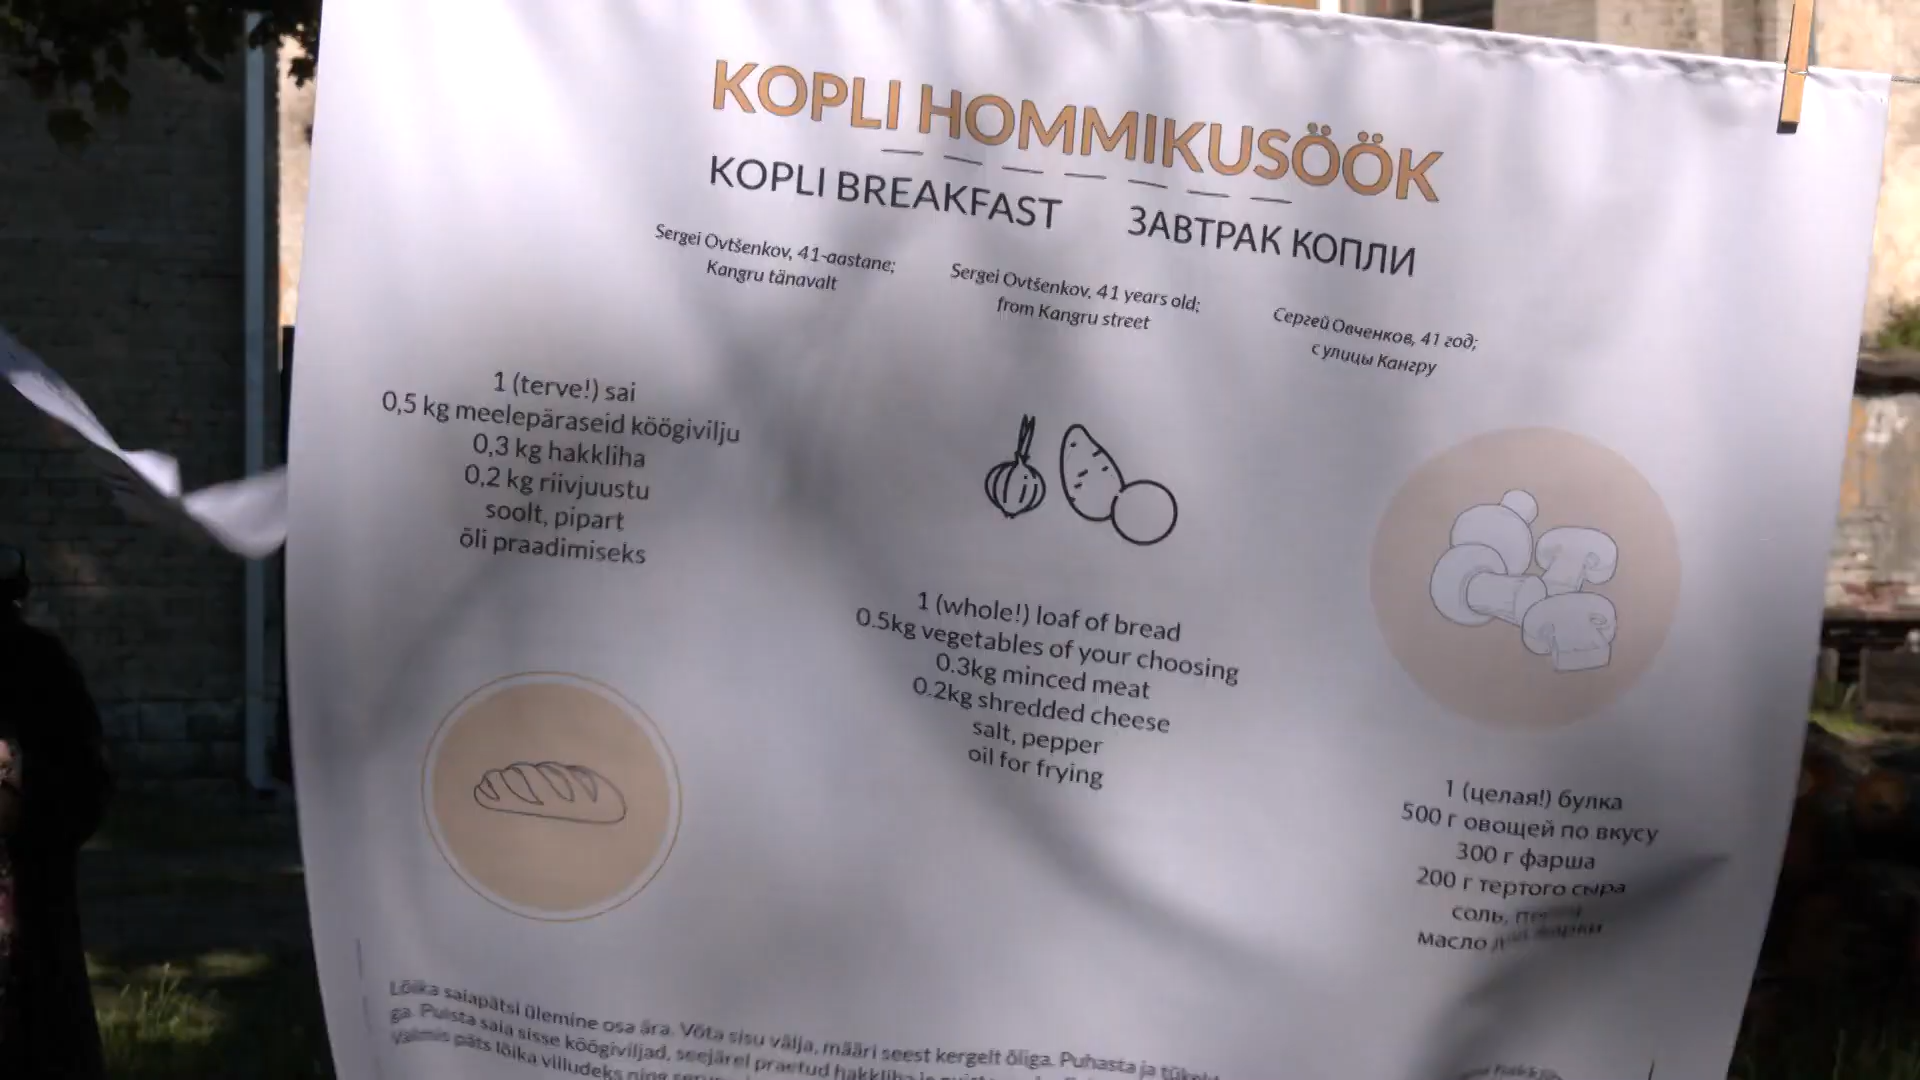 KOPLI HOMMIKUSÖÖK
KOPLI BREAKFAST
ЗАВТРАК КОПЛИ
Sergei Ovtšenkov, 41-aastane;
Kangru tänavalt
Sergei Ovtšenkov, 41 years old;
from Kangru street
Сергей Овченков, 41 год;
с улицы Кангру
1 (terve!) sai
0,5 kg meelepäraseid köögivilju
0,3 kg hakkliha
0,2 kg riivjuustu
soolt, pipart
õli praadimiseks
1 (whole!) loaf of bread
0.5kg vegetables of your choosing
0.3kg minced meat
0.2kg shredded cheese
salt, pepper
oil for frying
1 (целая!) булка
500 г овощей по вкусу
300 г фарша
200 г тертого сыра
соль,
масло
Lõika saiapätsi ülemine osa ära. Võta sisu välja, määri seest kergelt õliga. Puhasta ja
ga. Puista saia sisse köögiviljad, seejärel praetud hakkliha
Valmis päts lõika viiludeks ning